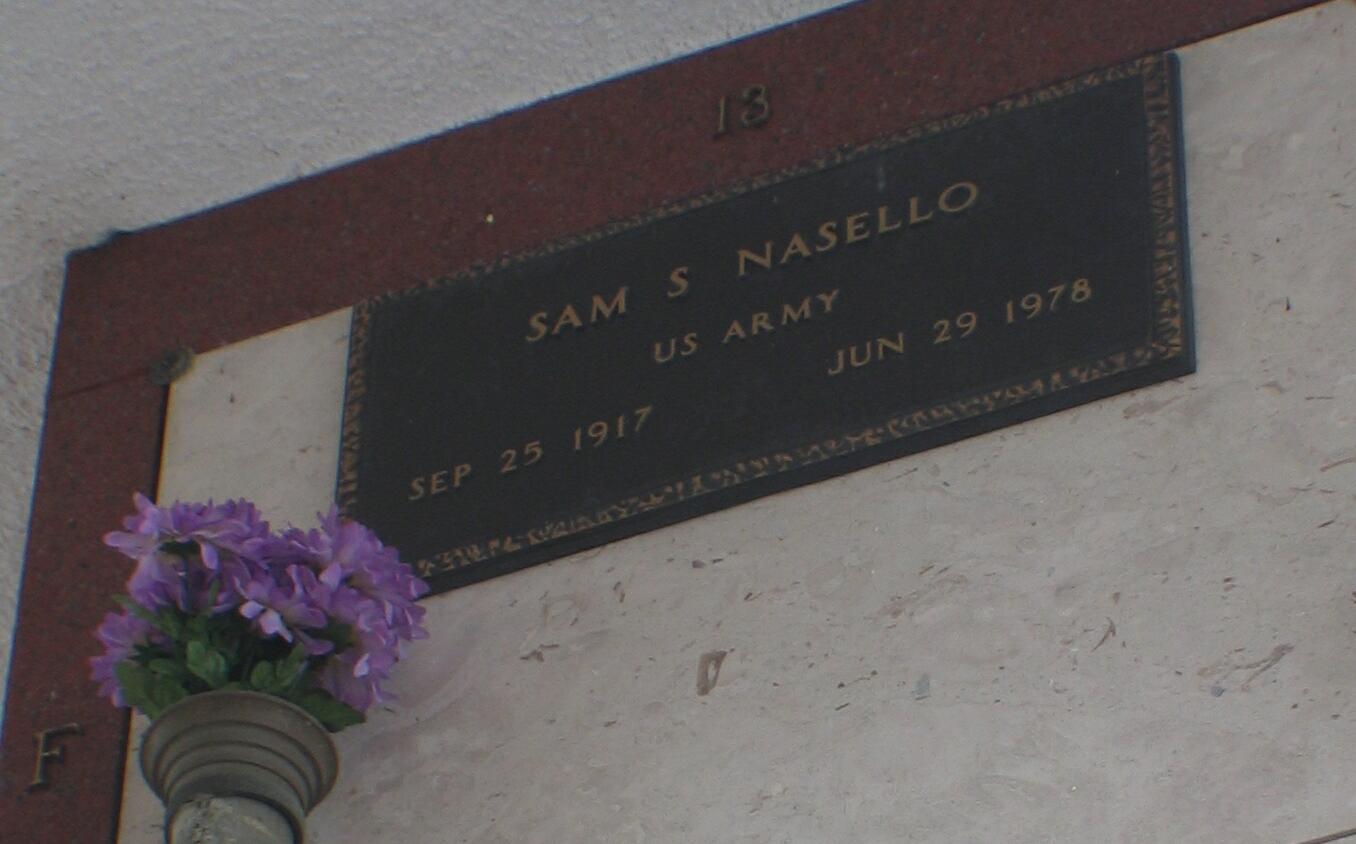 13
SAM S NASELLO
US ARMY
SEP 25 1917 JUN 29 1978
F